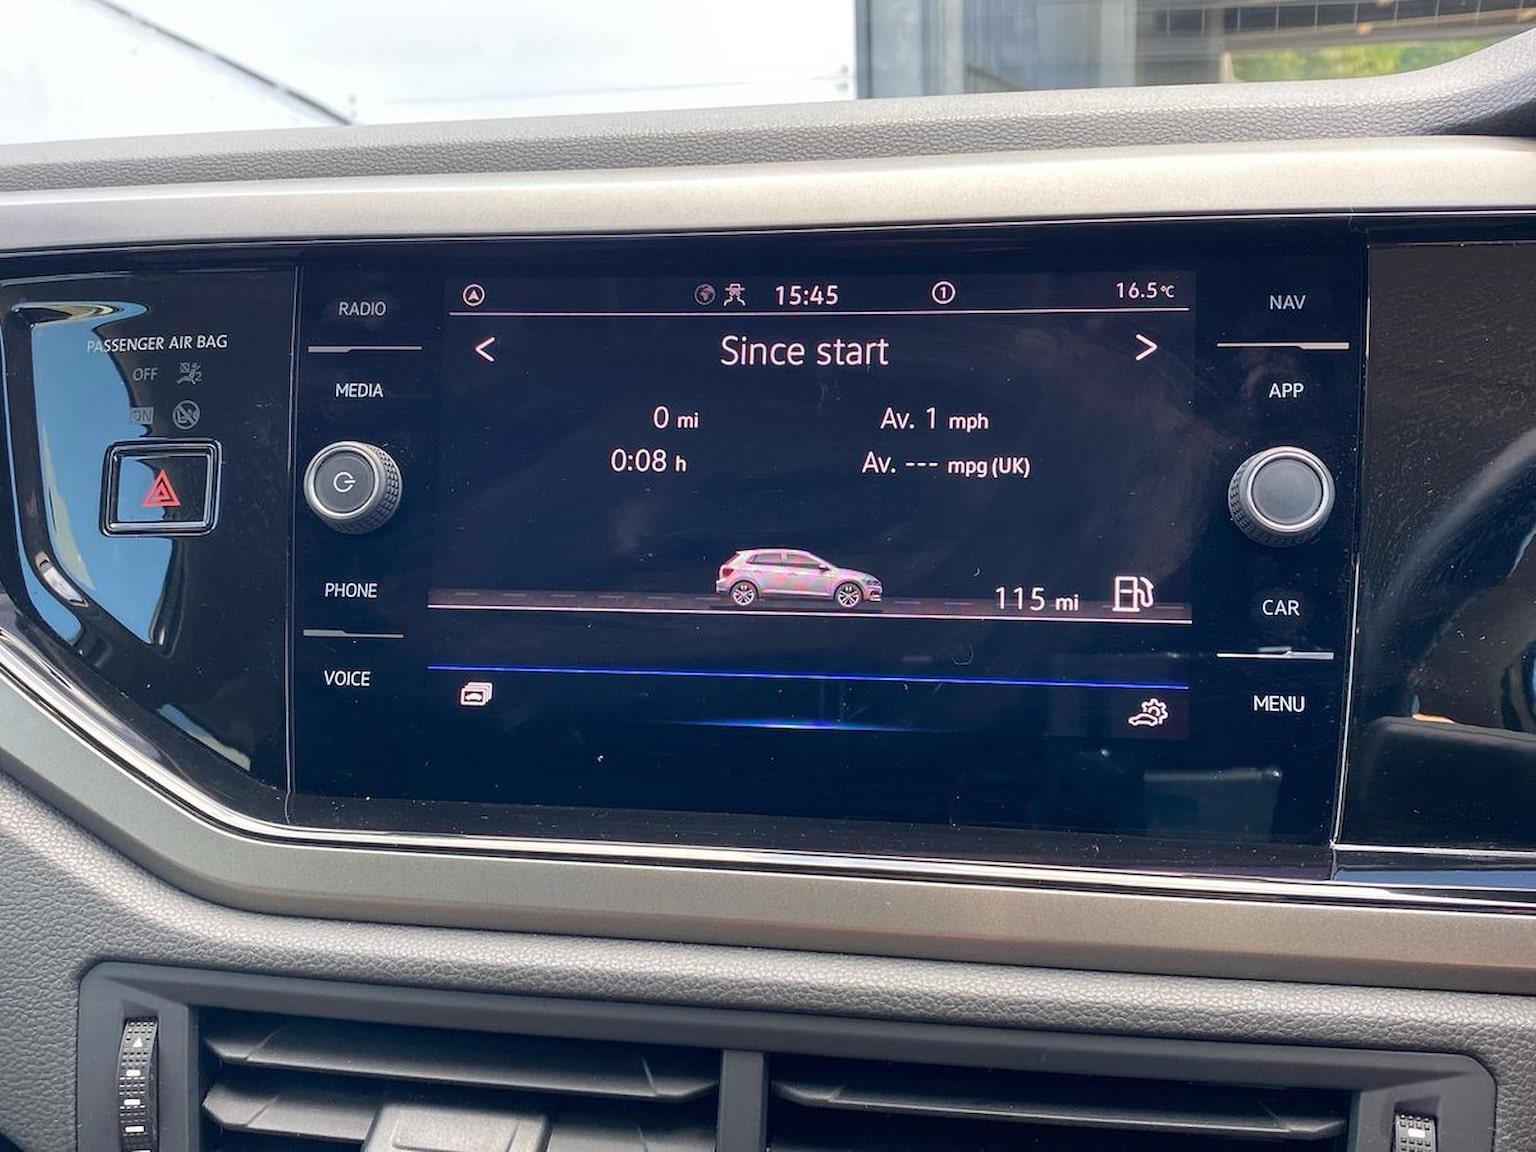 PASSENGER AIR BAG
OFF
ON
RADIO
MEDIA
PHONE
VOICE
15:45
1
16.5°C
< Since start >
0 mi
Av. 1 mph
0:08 h
Av. --- mpg (UK)
115 mi
NAV
APP
CAR
MENU